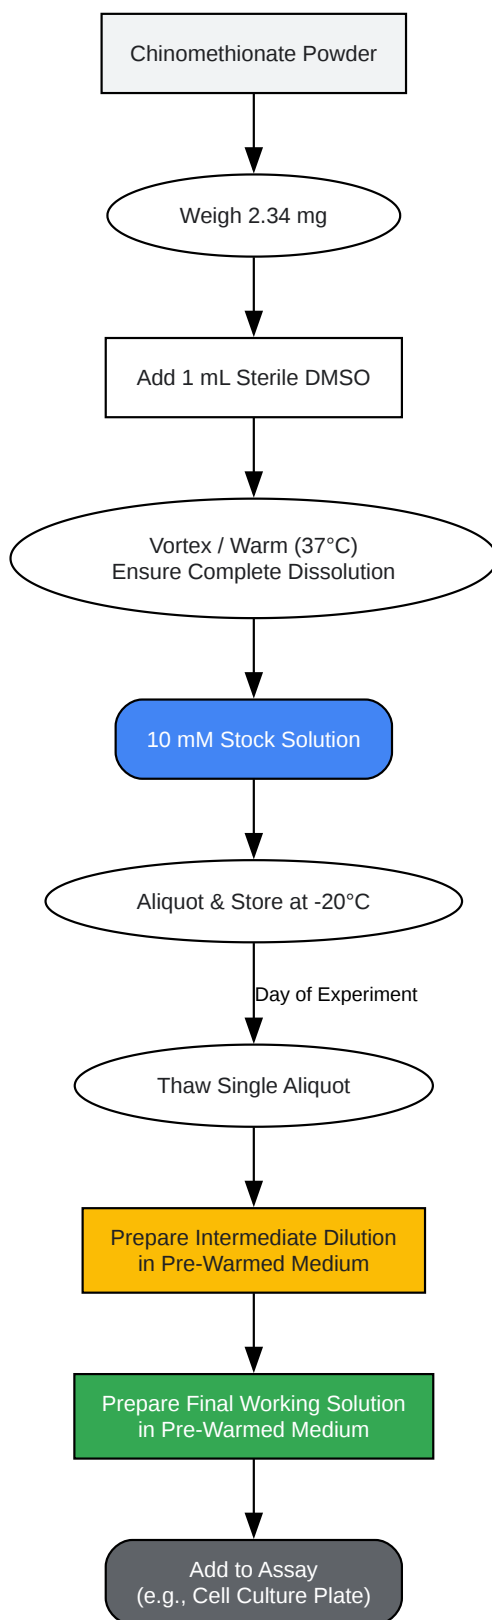 Chinomethionate Powder
Weigh 2.34 mg
Add 1 mL Sterile DMSO
Vortex / Warm (37°C)
Ensure Complete Dissolution
10 mM Stock Solution
Aliquot & Store at -20°C
Day of Experiment
Thaw Single Aliquot
Prepare Intermediate Dilution
in Pre-Warmed Medium
Prepare Final Working Solution
in Pre-Warmed Medium
Add to Assay
(e.g., Cell Culture Plate)